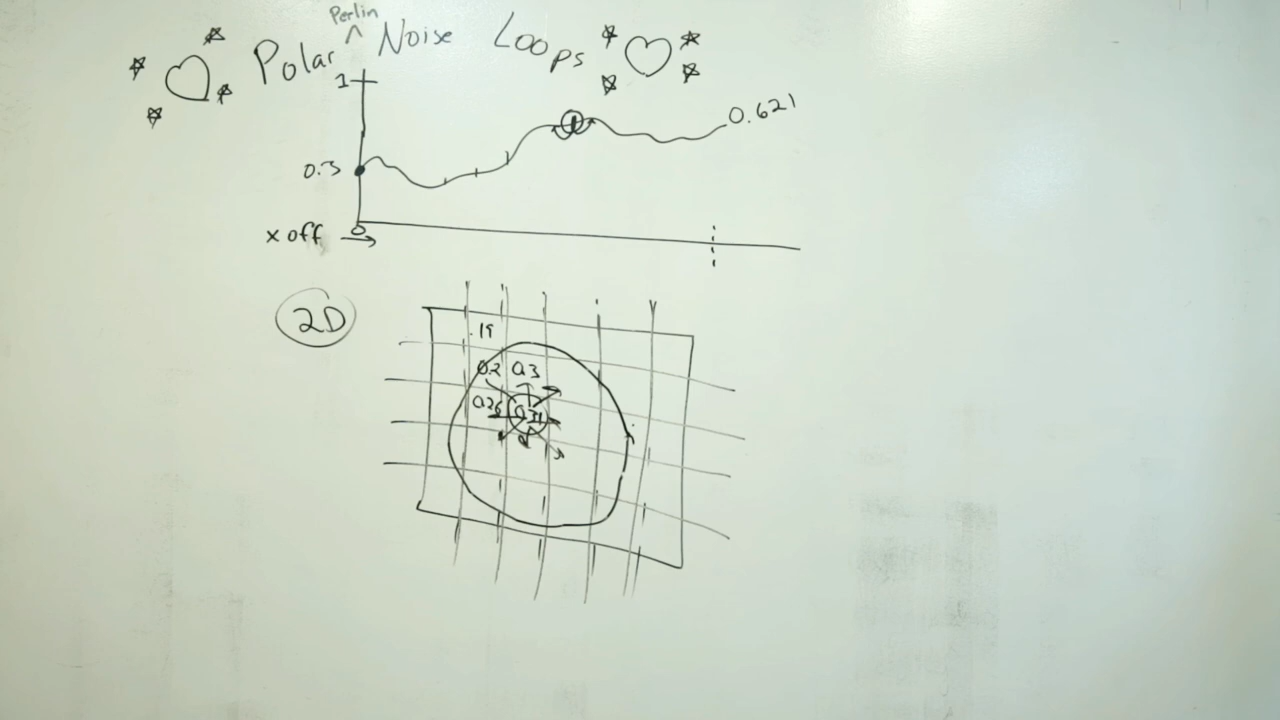 Perlin
Polar ^ Noise Loops
1
0.621
0.3
0
x off
2D
.19
0.2 0.3
0.26 0.31